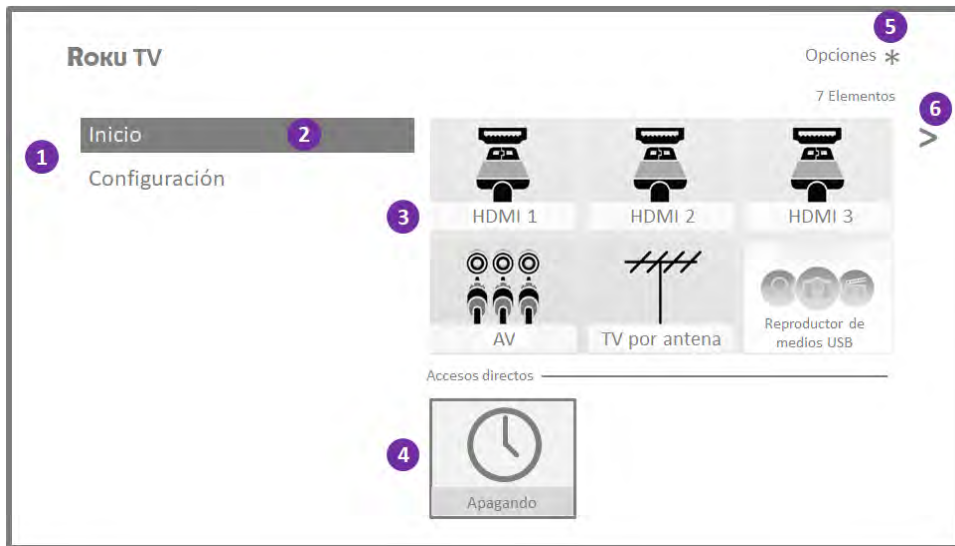 5
Roku TV
Opciones *
7 Elementos
6
>
Inicio
2
1
Configuración
3
HDMI 1
HDMI 2
HDMI 3
AV
TV por antena
Reproductor de
medios USB
Accesos directos
4
Apagando